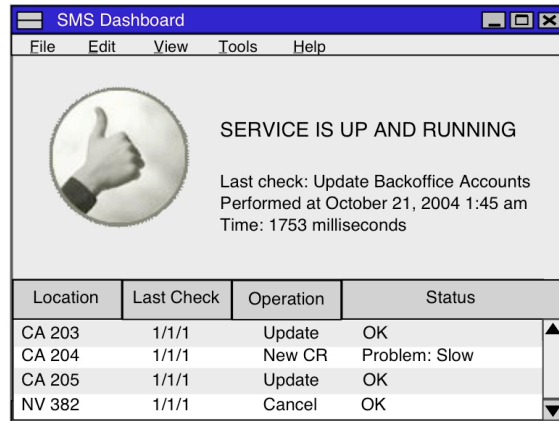 SMS Dashboard
File Edit View Tools Help
SERVICE IS UP AND RUNNING
Last check: Update Backoffice Accounts
Performed at October 21, 2004 1:45 am
Time: 1753 milliseconds
Location Last Check Operation Status
CA 203 1/1/1 Update OK
CA 204 1/1/1 New CR Problem: Slow
CA 205 1/1/1 Update OK
NV 382 1/1/1 Cancel OK